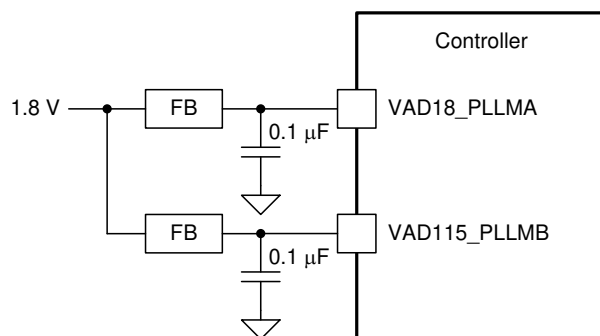 Controller
1.8 V
FB
VAD18_PLLMA
0.1 μF
FB
VAD115_PLLMB
0.1 μF